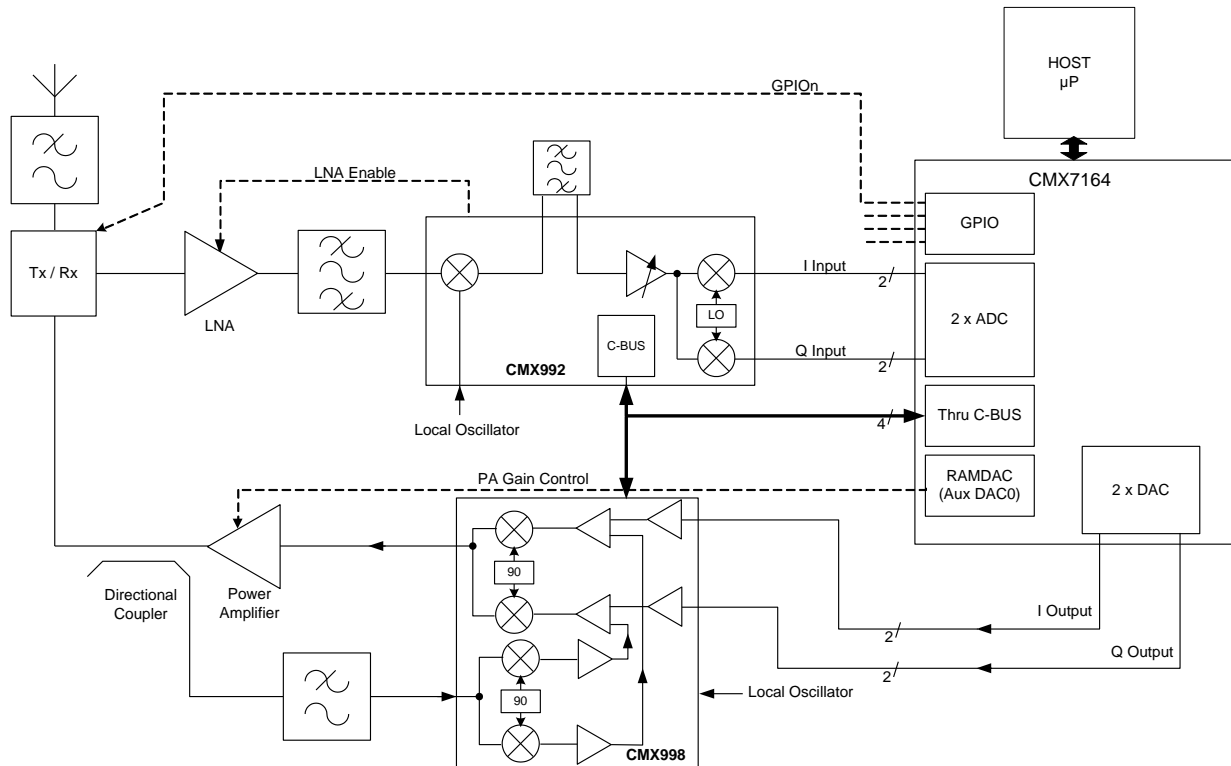 HOST
µP
GPIOn
CMX7164
LNA Enable
GPIO
Tx / Rx
I Input
2
LNA
LO
2 x ADC
C-BUS
Q Input
2
CMX992
Local Oscillator
4
Thru C-BUS
PA Gain Control
RAMDAC
(Aux DAC0)
2 x DAC
90
Directional
Coupler
Power
Amplifier
I Output
2
Q Output
2
90
Local Oscillator
CMX998